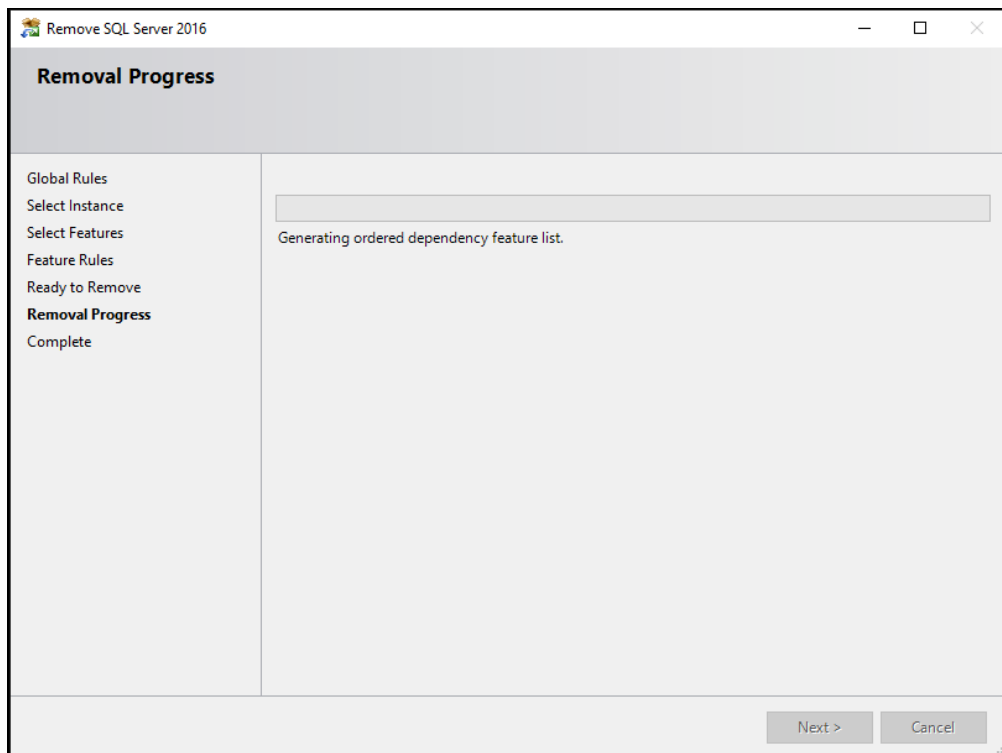 Remove SQL Server 2016
Removal Progress
Global Rules
Select Instance
Select Features
Feature Rules
Ready to Remove
Removal Progress
Complete
Generating ordered dependency feature list.
Next >
Cancel